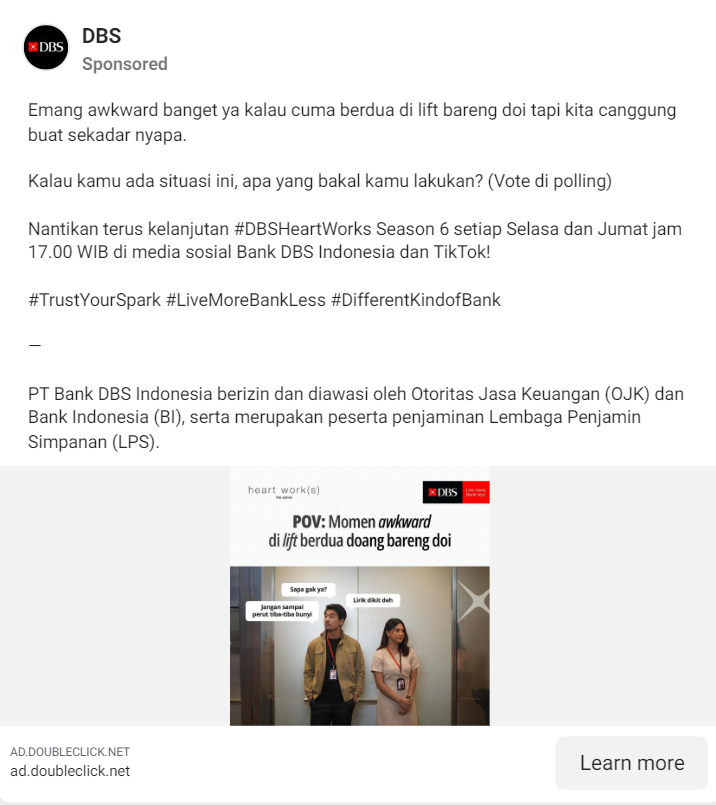 DBS
DBS
Sponsored
Emang awkward banget ya kalau cuma berdua di lift bareng doi tapi kita canggung
buat sekadar nyapa.
Kalau kamu ada situasi ini, apa yang bakal kamu lakukan? (Vote di polling)
Nantikan terus kelanjutan #DBSHeartWorks Season 6 setiap Selasa dan Jumat jam
17.00 WIB di media sosial Bank DBS Indonesia dan TikTok!
#TrustYourSpark #LiveMoreBankLess #DifferentKindofBank
—
PT Bank DBS Indonesia berizin dan diawasi oleh Otoritas Jasa Keuangan (OJK) dan
Bank Indonesia (BI), serta merupakan peserta penjaminan Lembaga Penjamin
Simpanan (LPS).
heart work(s)
the series
DBS
Live more,
Bank less
POV: Momen awkward
di lift berdua doang bareng doi
Sapa gak ya?
Lirik dikit deh
Jangan sampai
perut tiba-tiba bunyi
AD.DOUBLECLICK.NET
ad.doubleclick.net
Learn more